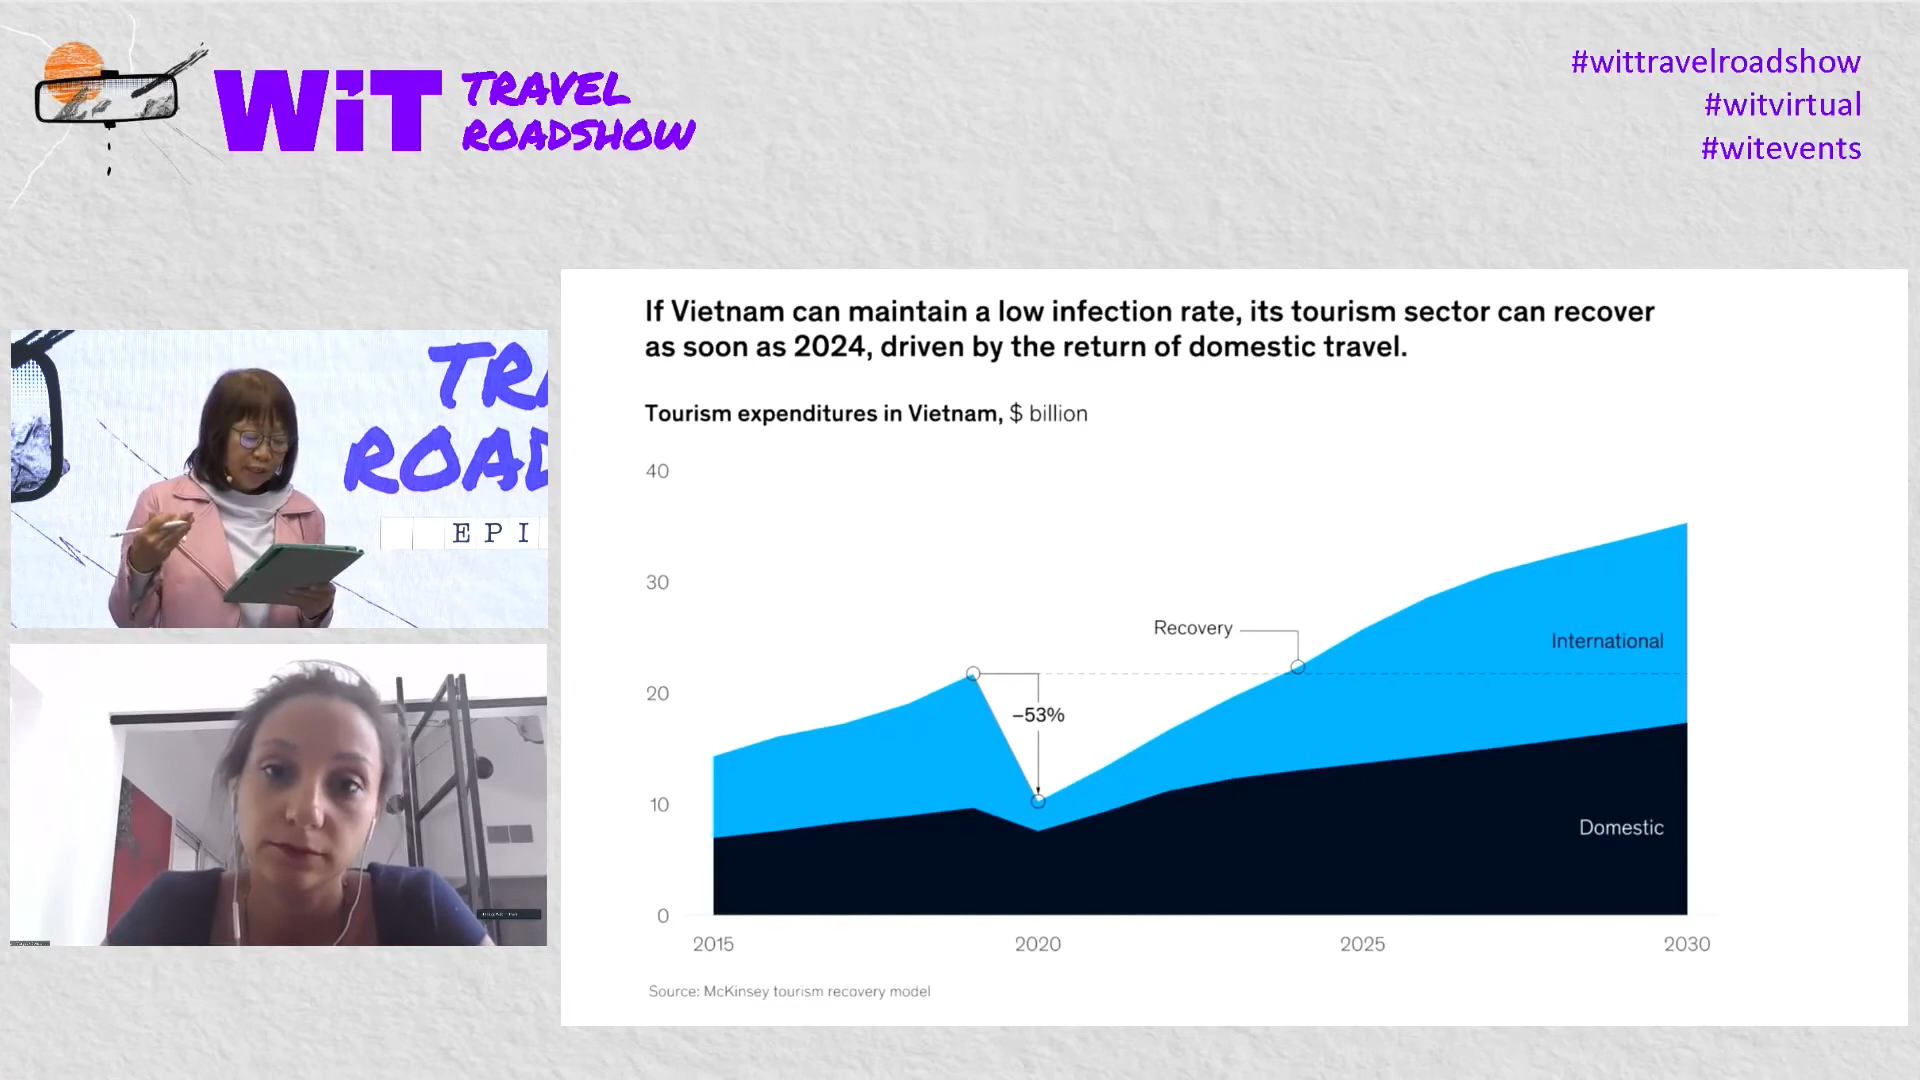 WiT TRAVEL
ROADSHOW
#wittravelroadshow
#witvirtual
#witevents
TR
ROAD
EPI
If Vietnam can maintain a low infection rate, its tourism sector can recover
as soon as 2024, driven by the return of domestic travel.
Tourism expenditures in Vietnam, $ billion
40
30
20
10
0
Recovery
–53%
International
Domestic
2015 2020 2025 2030
Source: McKinsey tourism recovery model